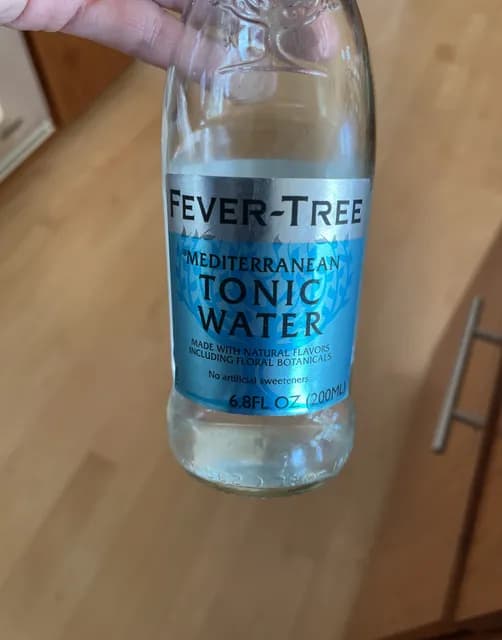 FEVER-TREE
MEDITERRANEAN
TONIC
WATER
MADE WITH NATURAL FLAVORS
INCLUDING FLORAL BOTANICALS
No artificial sweeteners
6.8FL OZ (200ML)